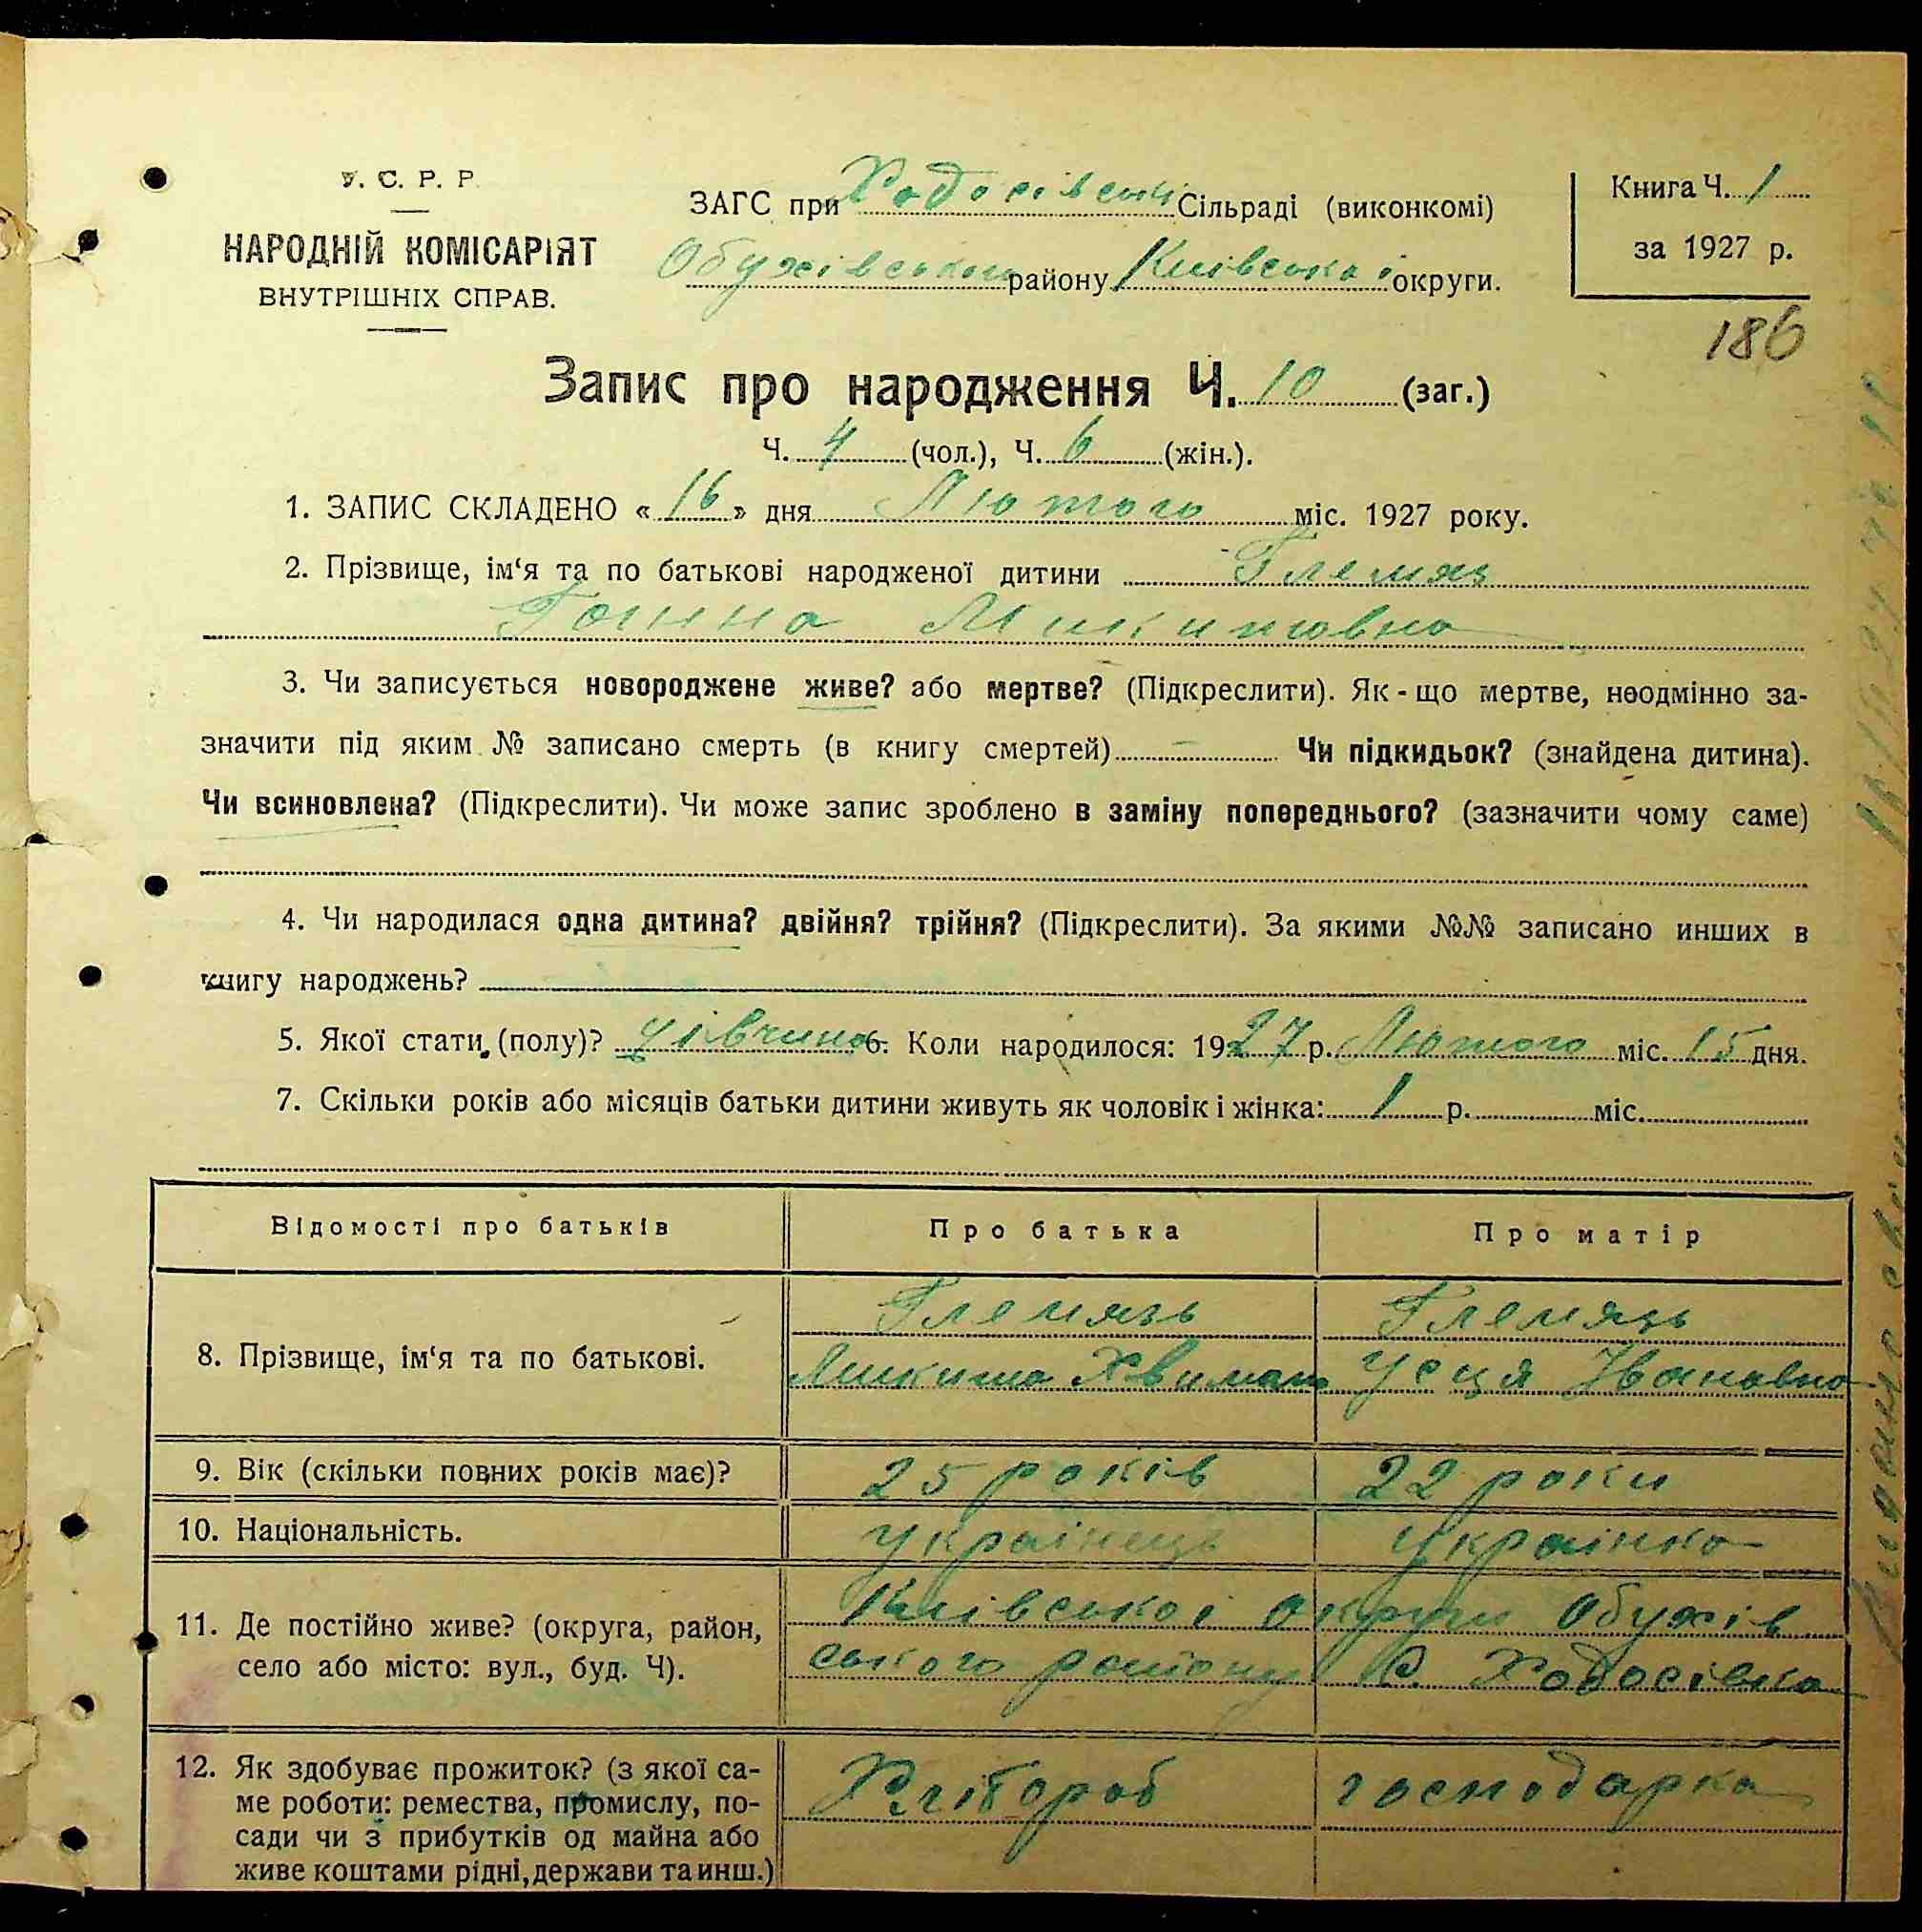 У. С. Р. Р.
НАРОДНІЙ КОМІСАРІЯТ
ВНУТРІШНІХ СПРАВ.
ЗАГС при Ходосівськ Сільраді (виконкомі)
Обухівського району Київської округи.
Книга Ч. 1
за 1927 р.
186
Запис про народження Ч. 10 (заг.)
Ч. 4 (чол.), Ч. 6 (жін.).
1. ЗАПИС СКЛАДЕНО « 16 » дня Лютого міс. 1927 року.
2. Прізвище, ім‘я та по батькові народженої дитини Глемязь
Ганна Микитовна
3. Чи записується новороджене живе? або мертве? (Підкреслити). Як-що мертве, неодмінно за-
значити під яким № записано смерть (в книгу смертей) — Чи підкидьок? (знайдена дитина).
Чи всиновлена? (Підкреслити). Чи може запис зроблено в заміну попереднього? (зазначити чому саме)
4. Чи народилася одна дитина? двійня? трійня? (Підкреслити). За якими №№ записано инших в
книгу народжень?
5. Якої стати (полу)? дівчина 6. Коли народилося: 1927 р. Лютого міс. 15 дня.
7. Скільки років або місяців батьки дитини живуть як чоловік і жінка: 1 р. міс.
Відомості про батьків Про батька Про матір
8. Прізвище, ім‘я та по батькові.
Глемязь Глемязь
Микита Хвимов Усця Івановна
9. Вік (скільки повних років має)? 25 років 22 роки
10. Національність. українець українка
11. Де постійно живе? (округа, район,
село або місто: вул., буд. Ч).
Київської округи Обухів
ського району С. Ходосівка
12. Як здобуває прожиток? (з якої са-
ме роботи: ремества, промислу, по-
сади чи з прибутків од майна або
живе коштами рідні, держави та инш.)
Хлібороб господарка